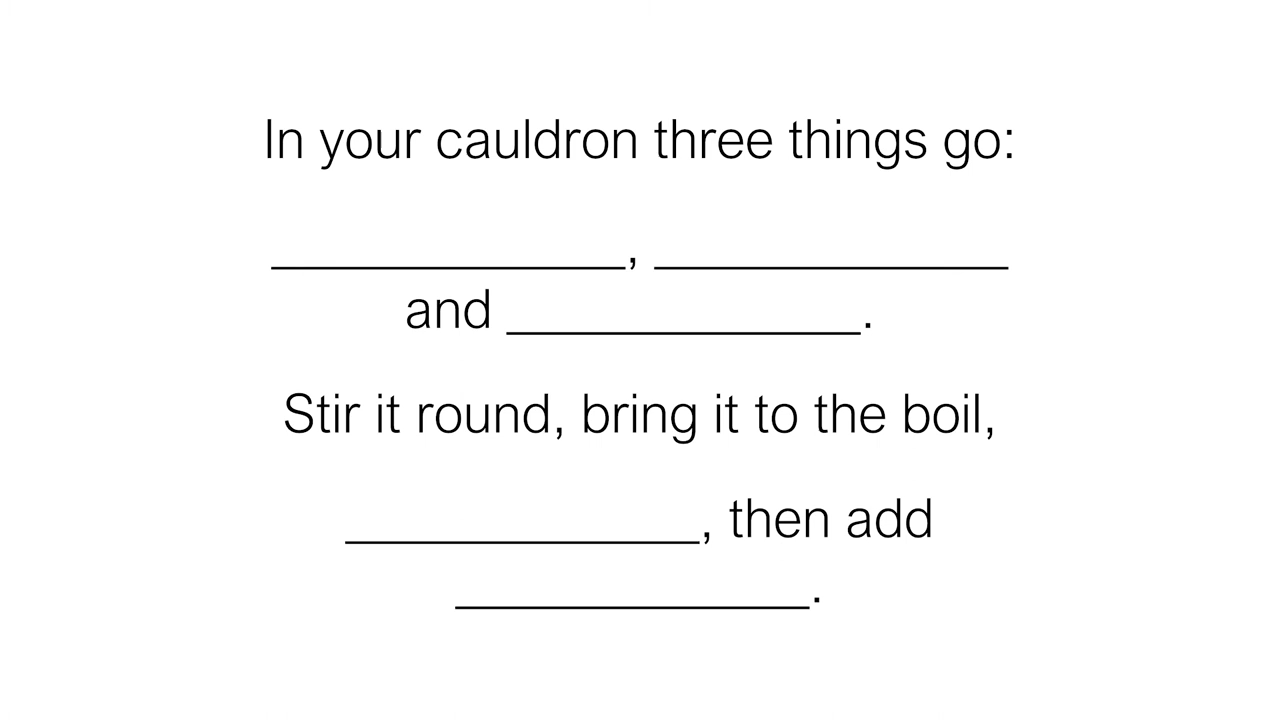 In your cauldron three things go:
______________, ______________
and ______________.
Stir it round, bring it to the boil,
______________, then add
______________.